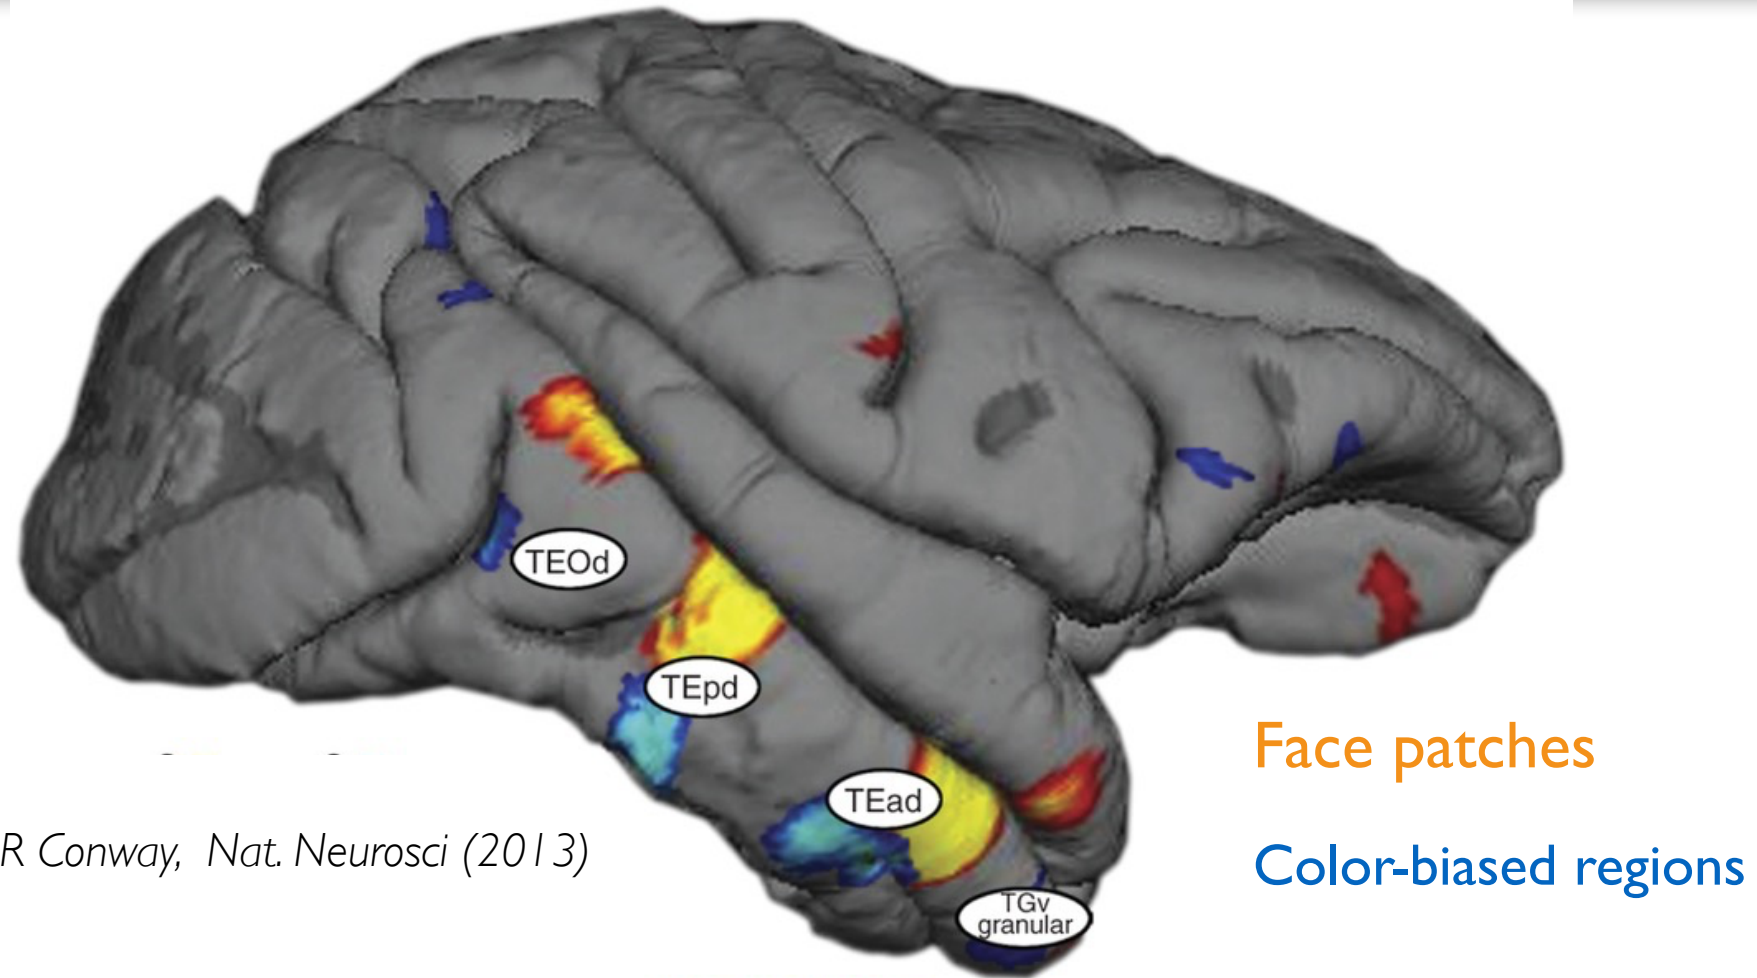 TEOd
TEpd
TEad
TGv
granular
Face patches
Color-biased regions
R Conway, Nat. Neurosci (2013)